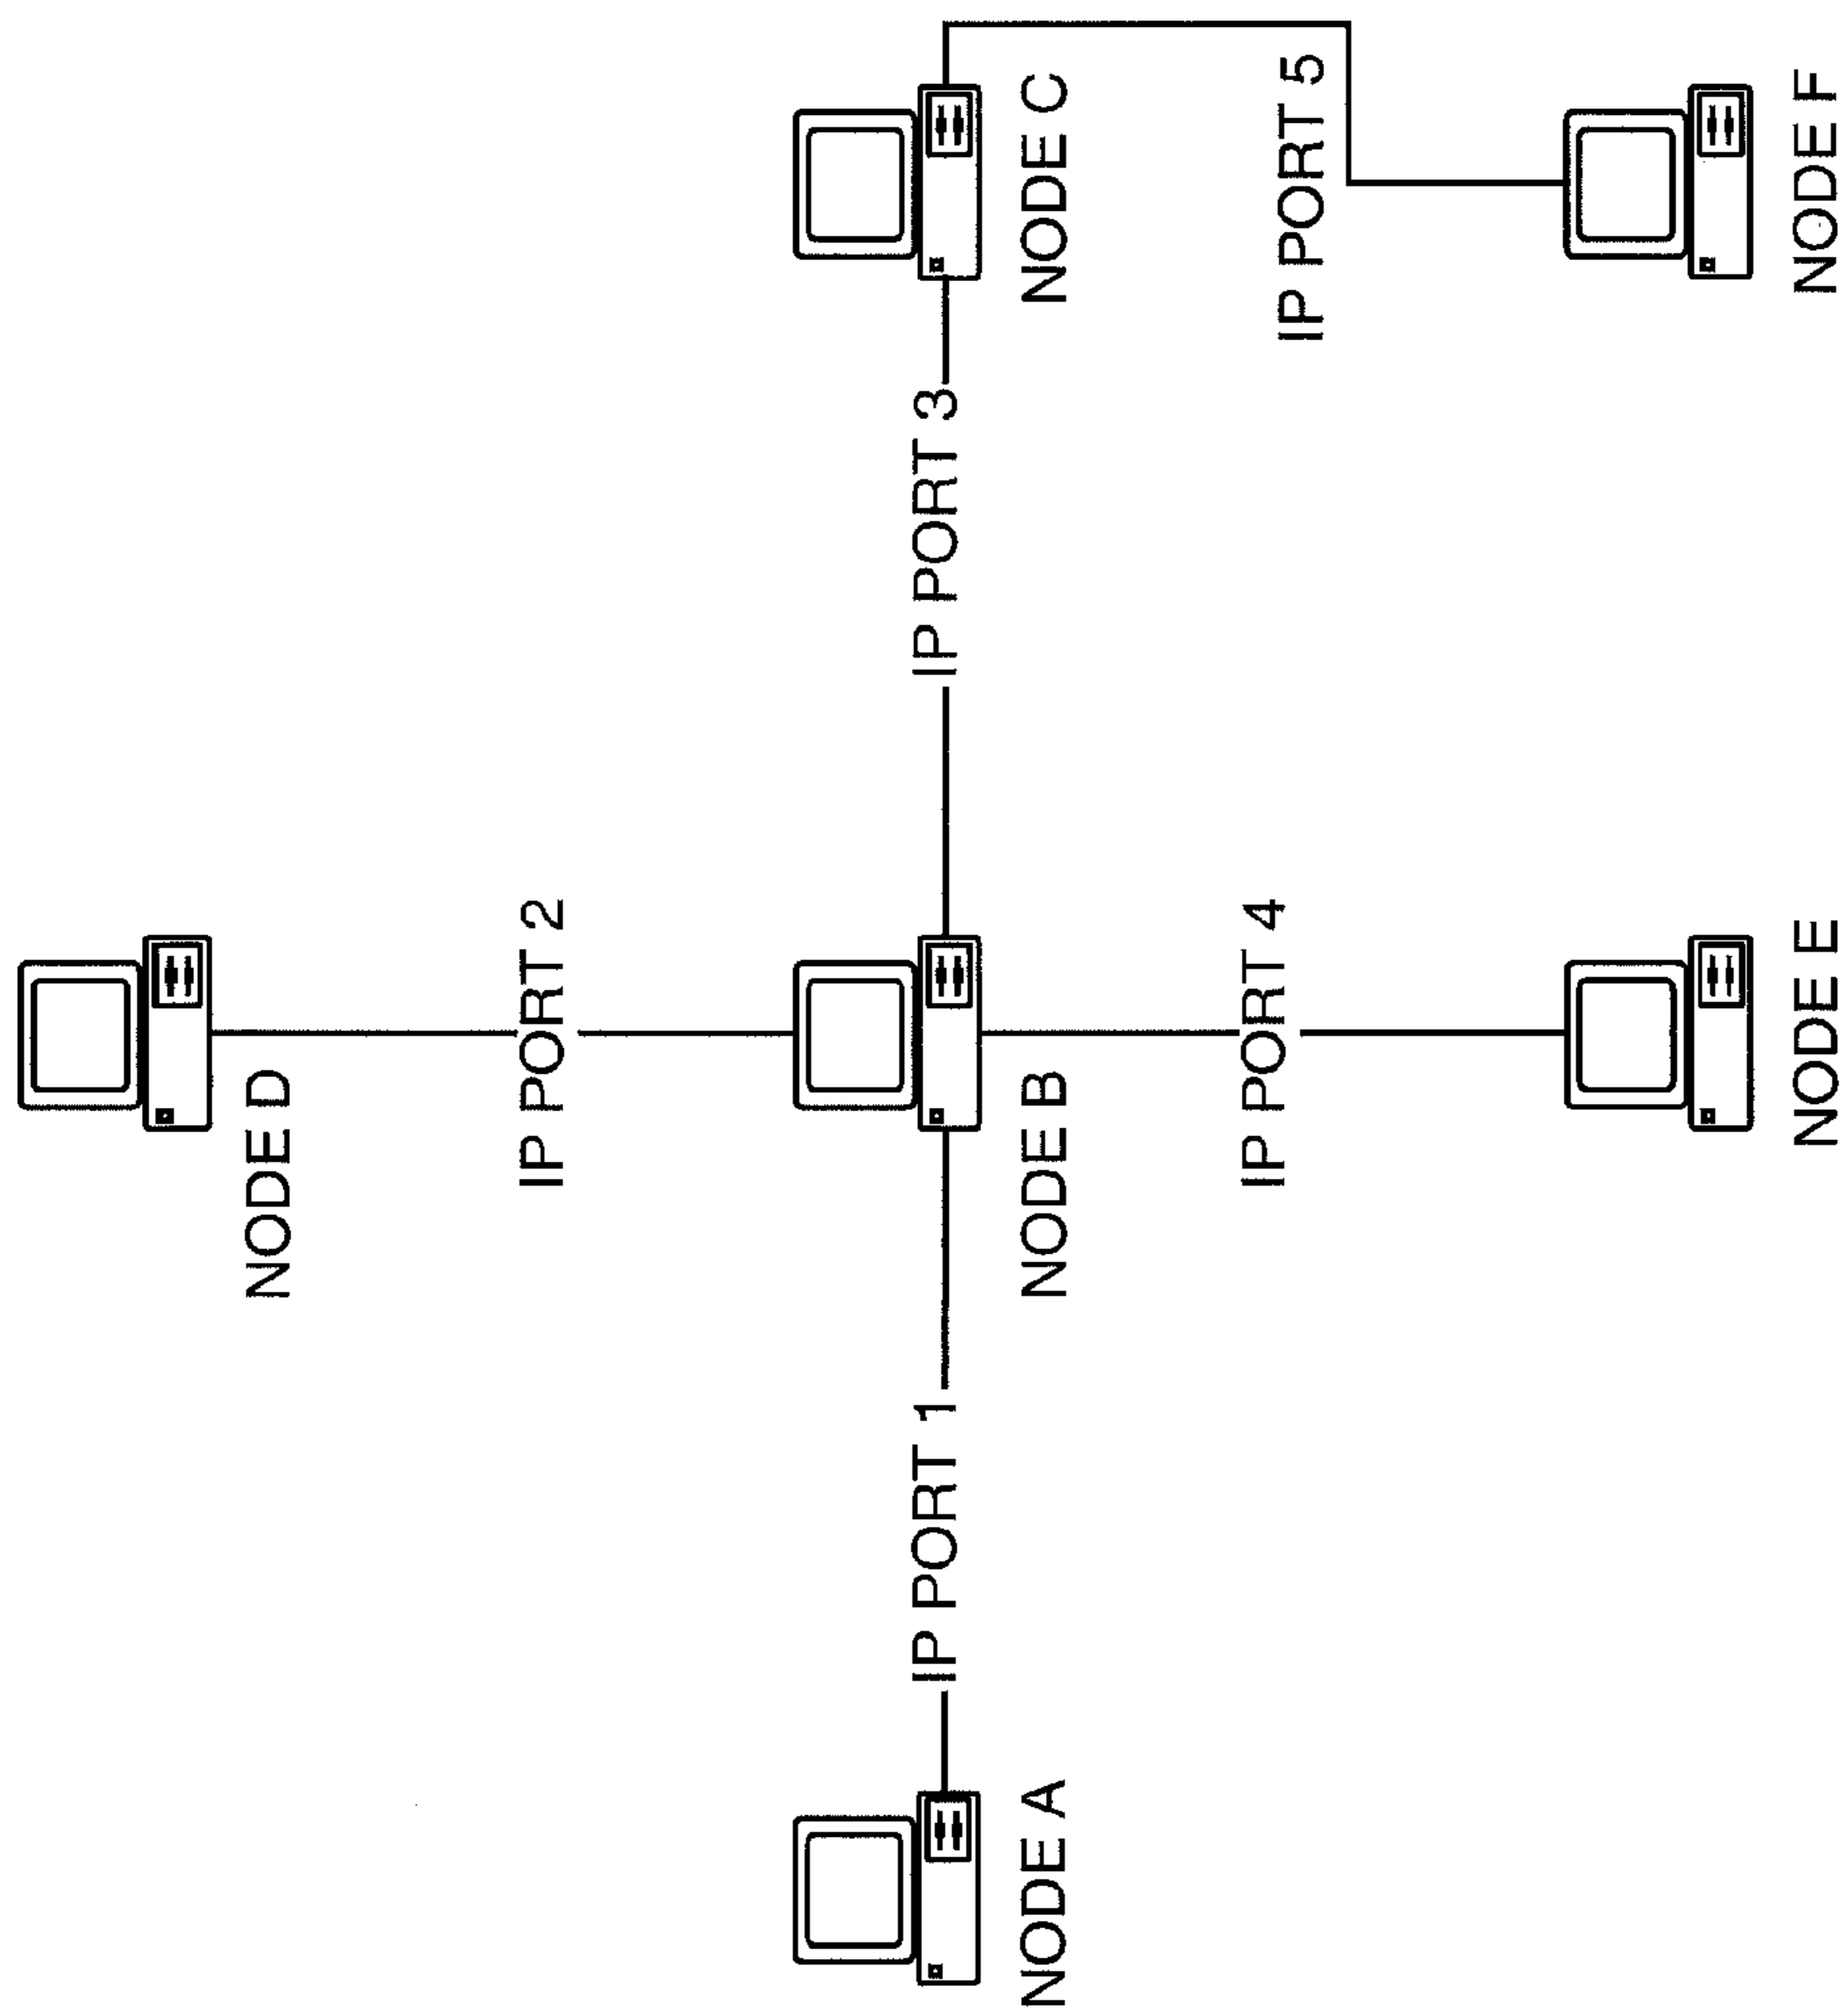 NODE D
IP PORT 2
NODE A
IP PORT 1
NODE B
IP PORT 3
NODE C
IP PORT 4
IP PORT 5
NODE E
NODE F